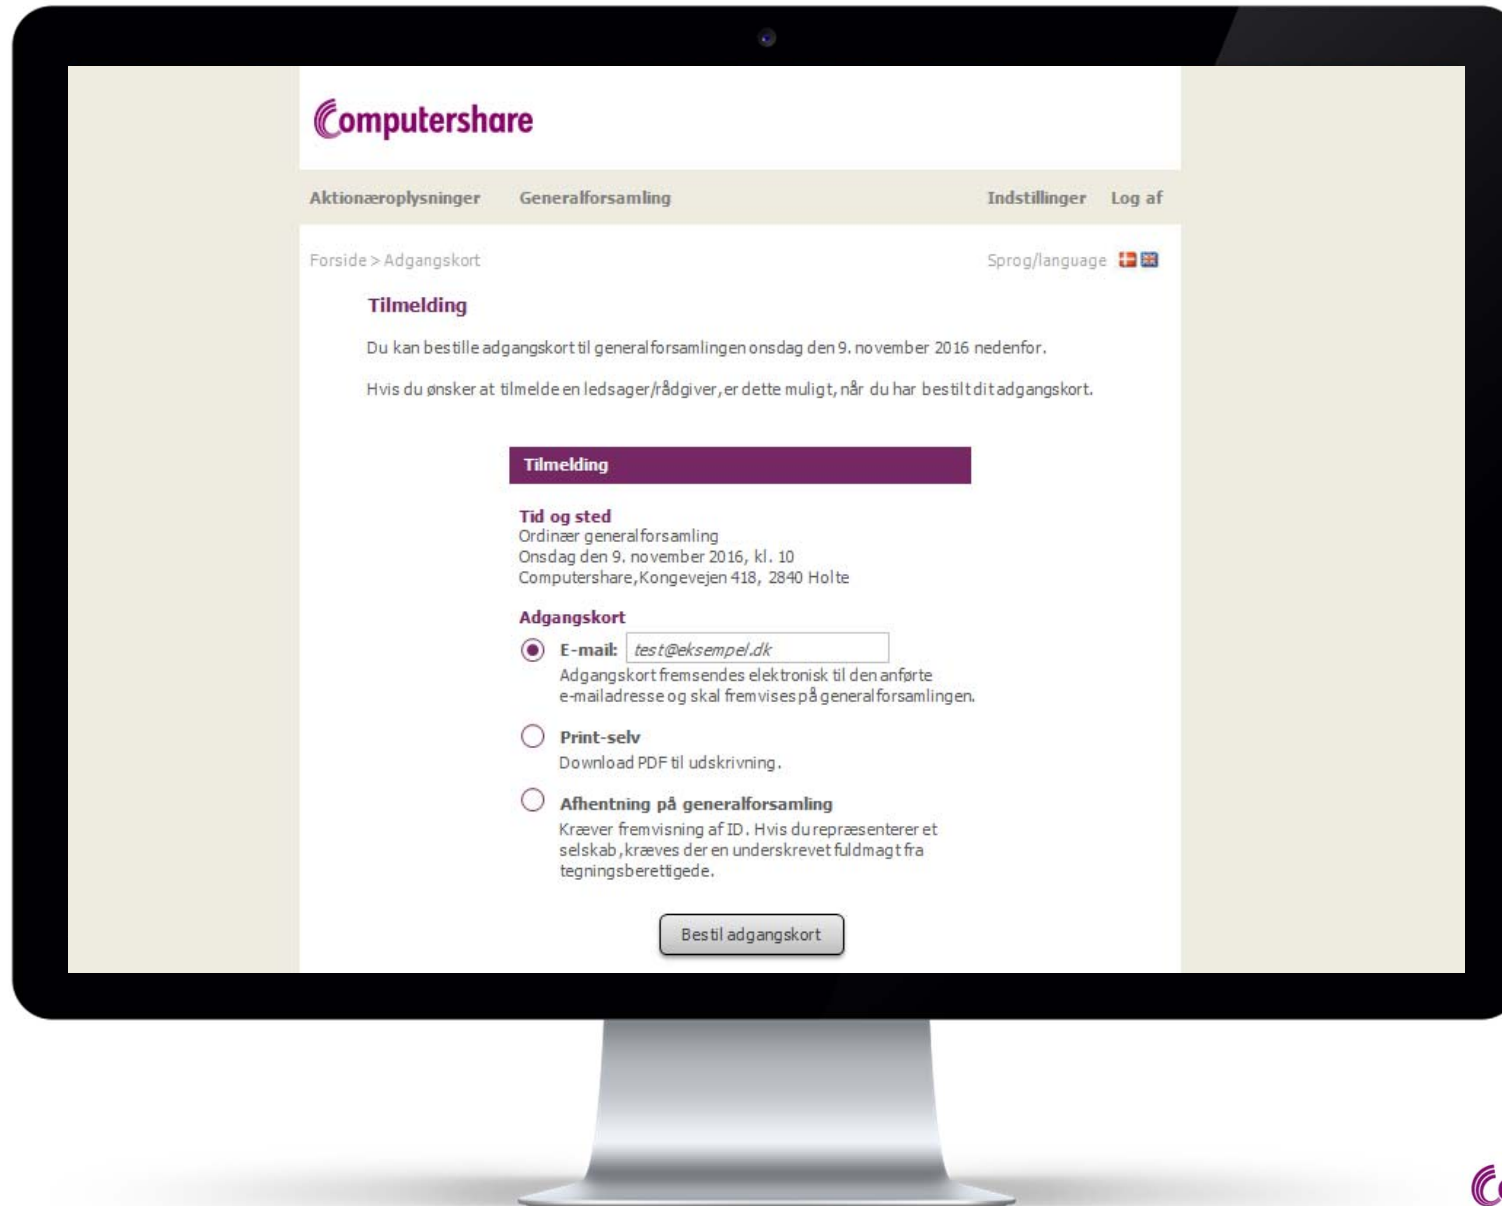 Computershare
Aktionæroplysninger Generalforsamling Indstillinger Log af
Forside > Adgangskort Sprog/language
Tilmelding
Du kan bestille adgangskort til generalforsamlingen onsdag den 9. november 2016 nedenfor.
Hvis du ønsker at tilmelde en ledsager/rådgiver, er dette muligt, når du har bestilt dit adgangskort.
Tilmelding
Tid og sted
Ordinær generalforsamling
Onsdag den 9. november 2016, kl. 10
Computershare, Kongevejen 418, 2840 Holte
Adgangskort
E-mail: test@eksempel.dk
Adgangskort fremsendes elektronisk til den anførte
e-mailadresse og skal fremvises på generalforsamlingen.
Print-selv
Download PDF til udskrivning.
Afhentning på generalforsamling
Kræver fremvisning af ID. Hvis du repræsenterer et
selskab, kræves der en underskrevet fuldmagt fra
tegningsberettigede.
Bestil adgangskort